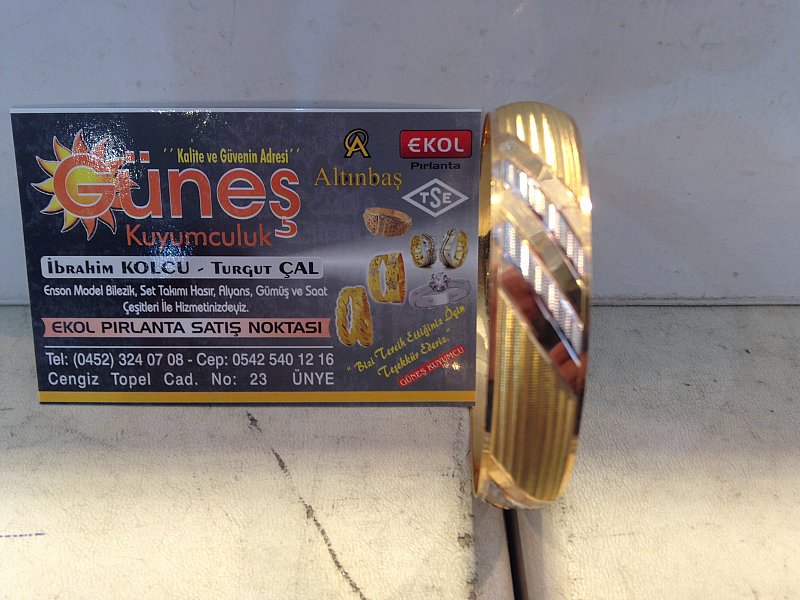 ´´Kalite ve Güvenin Adresi´´
Güneş
Kuyumculuk
Altınbaş
EKOL
Pırlanta
TSE
İbrahim KOLCU - Turgut ÇAL
Enson Model Bilezik, Set Takımı Hasır, Alyans, Gümüş ve Saat
Çeşitleri İle Hizmetinizdeyiz.
EKOL PIRLANTA SATIŞ NOKTASI
Tel: (0452) 324 07 08 - Cep: 0542 540 12 16
Cengiz Topel Cad. No: 23 ÜNYE
"Bizi Tercih Ettiğiniz İçin
Teşekkür Ederiz."
GÜNEŞ KUYUMCU